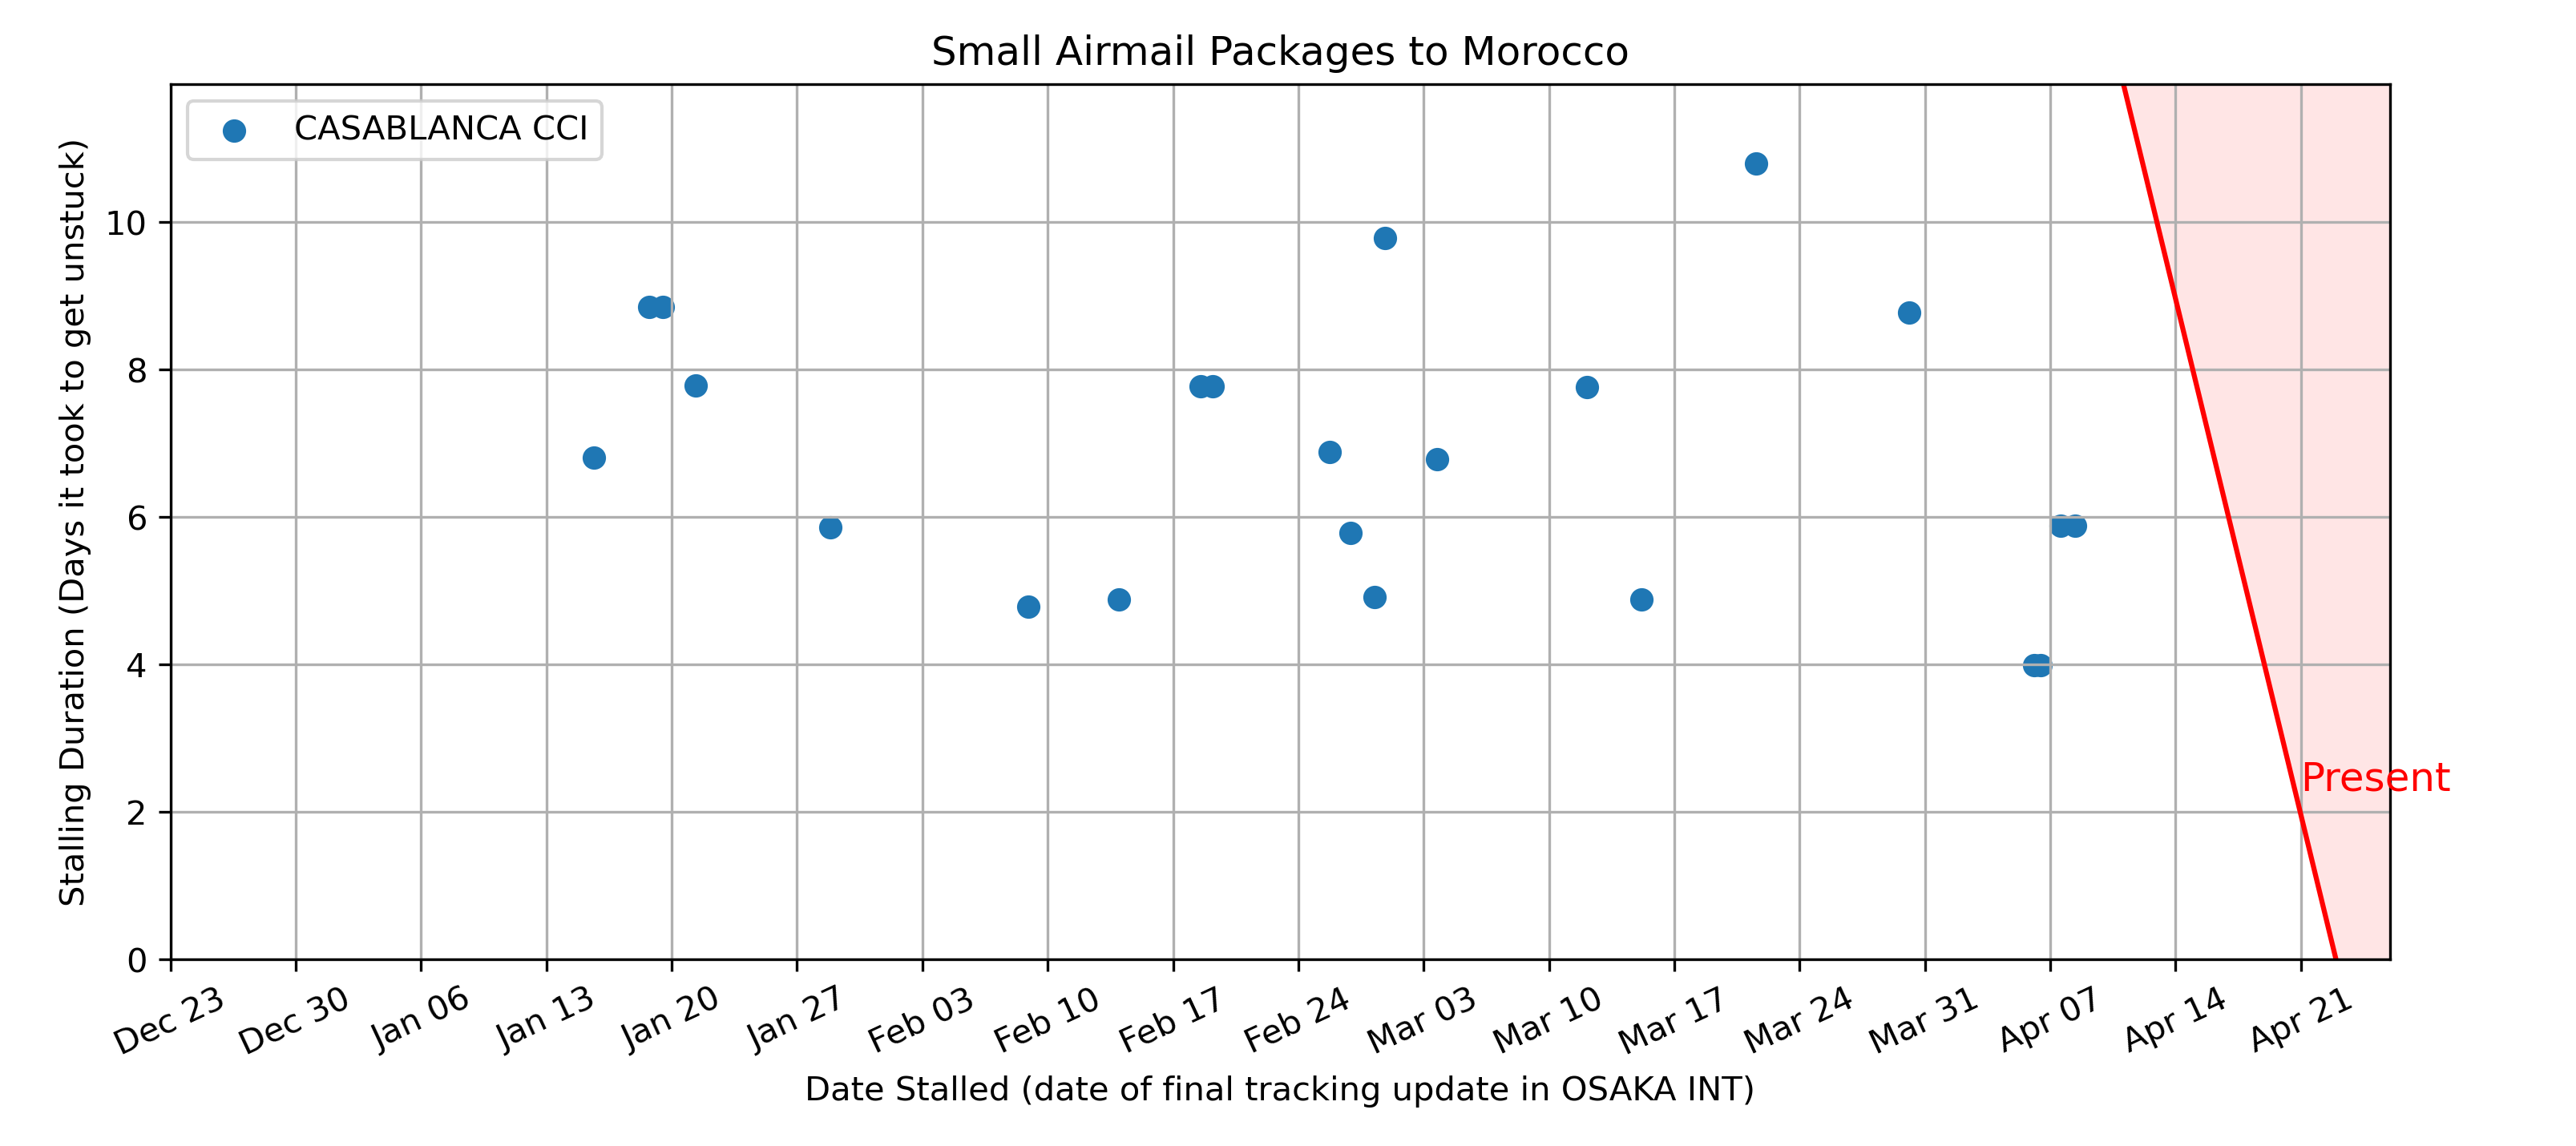 Small Airmail Packages to Morocco
CASABLANCA CCI
Stalling Duration (Days it took to get unstuck)
10
8
6
4
2
0
Present
Dec 23
Dec 30
Jan 06
Jan 13
Jan 20
Jan 27
Feb 03
Feb 10
Feb 17
Feb 24
Mar 03
Mar 10
Mar 17
Mar 24
Mar 31
Apr 07
Apr 14
Apr 21
Date Stalled (date of final tracking update in OSAKA INT)